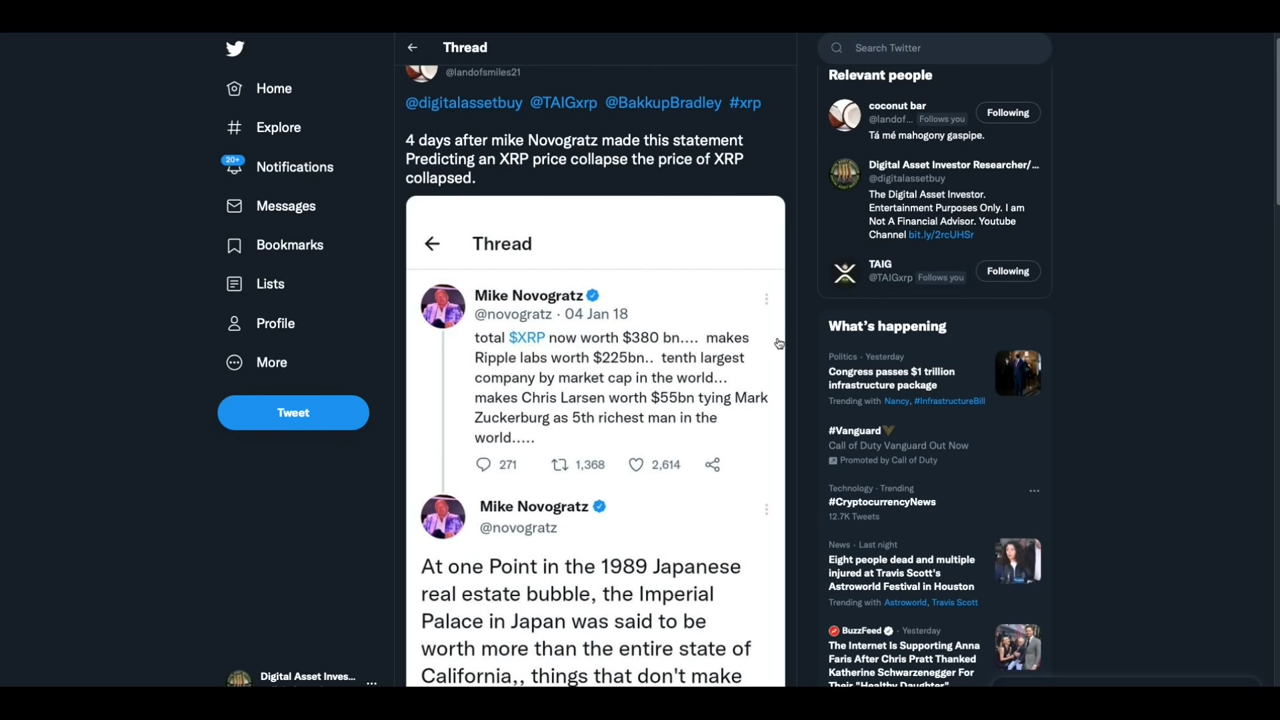 Home
Explore
20+
Notifications
Messages
Bookmarks
Lists
Profile
More
Tweet
Digital Asset Inves...
Thread
@landofsmiles21
@digitalassetbuy @TAIGxrp @BakkupBradley #xrp
4 days after mike Novogratz made this statement
Predicting an XRP price collapse the price of XRP
collapsed.
Thread
Mike Novogratz
@novogratz · 04 Jan 18
total $XRP now worth $380 bn.... makes
Ripple labs worth $225bn.. tenth largest
company by market cap in the world...
makes Chris Larsen worth $55bn tying Mark
Zuckerburg as 5th richest man in the
world.....
271 1,368 2,614
Mike Novogratz
@novogratz
At one Point in the 1989 Japanese
real estate bubble, the Imperial
Palace in Japan was said to be
worth more than the entire state of
California,, things that don't make
Search Twitter
Relevant people
coconut bar
@landof... Follows you
Following
Tá mé mahogany gaspipe.
Digital Asset Investor Researcher/...
@digitalassetbuy
The Digital Asset Investor.
Entertainment Purposes Only. I am
Not A Financial Advisor. Youtube
Channel bit.ly/2rcUHSr
TAIG
@TAIGxrp Follows you
Following
What's happening
Politics · Yesterday
Congress passes $1 trillion
infrastructure package
Trending with Nancy, #InfrastructureBill
#Vanguard
Call of Duty Vanguard Out Now
Promoted by Call of Duty
Technology · Trending
#CryptocurrencyNews
12.7K Tweets
News · Last night
Eight people dead and multiple
injured at Travis Scott's
Astroworld Festival in Houston
Trending with Astroworld, Travis Scott
BuzzFeed · Yesterday
The Internet Is Supporting Anna
Faris After Chris Pratt Thanked
Katherine Schwarzenegger For
Their "Healthy Daughter"